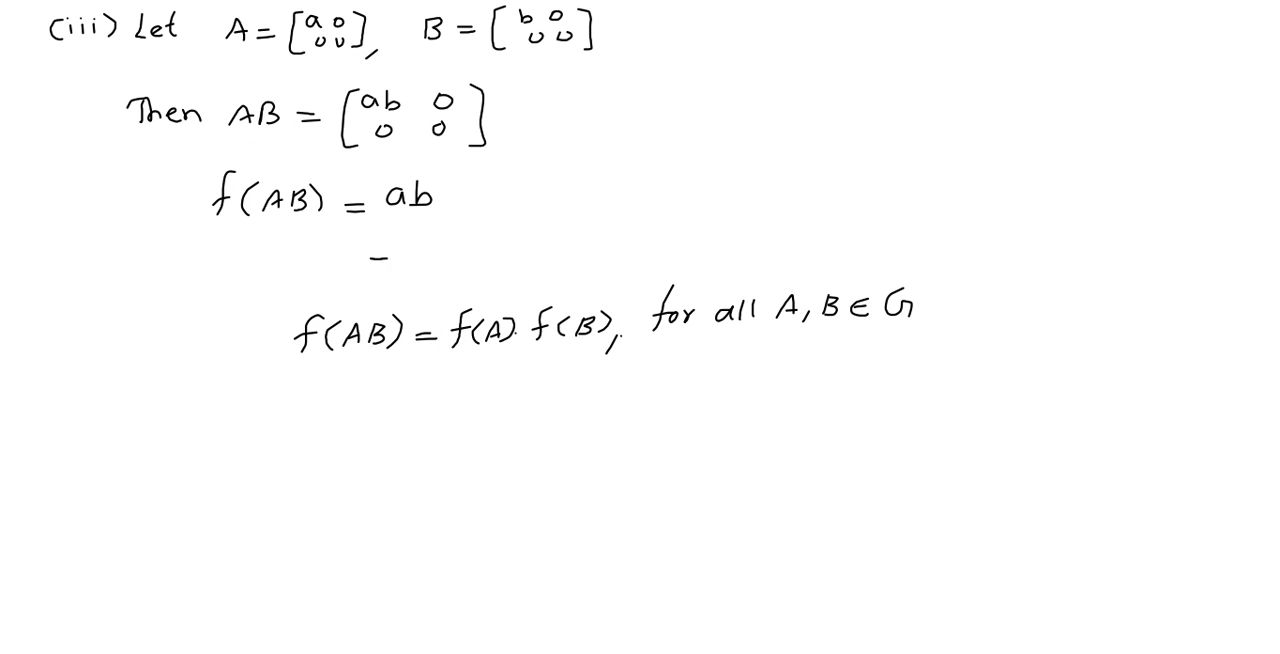 (iii) Let A = [a 0 0 0], B = [b 0 0 0]
Then AB = [ab 0 0 0]
f(AB) = ab
–
f(AB) = f(A). f(B), for all A, B ∈ G